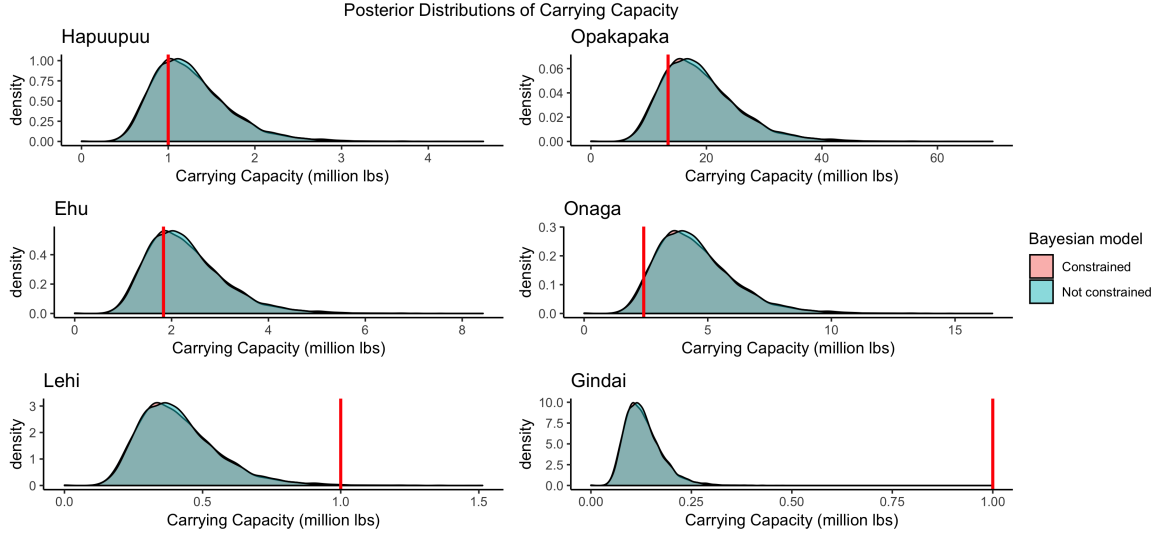 Posterior Distributions of Carrying Capacity
Hapuupuu
density
1.00
0.75
0.50
0.25
0.00
0 1 2 3 4
Carrying Capacity (million lbs)
Opakapaka
density
0.06
0.04
0.02
0.00
0 20 40 60
Carrying Capacity (million lbs)
Ehu
density
0.4
0.2
0.0
0 2 4 6 8
Carrying Capacity (million lbs)
Onaga
density
0.3
0.2
0.1
0.0
0 5 10 15
Carrying Capacity (million lbs)
Bayesian model
Constrained
Not constrained
Lehi
density
3
2
1
0
0.0 0.5 1.0 1.5
Carrying Capacity (million lbs)
Gindai
density
10.0
7.5
5.0
2.5
0.0
0.00 0.25 0.50 0.75 1.00
Carrying Capacity (million lbs)